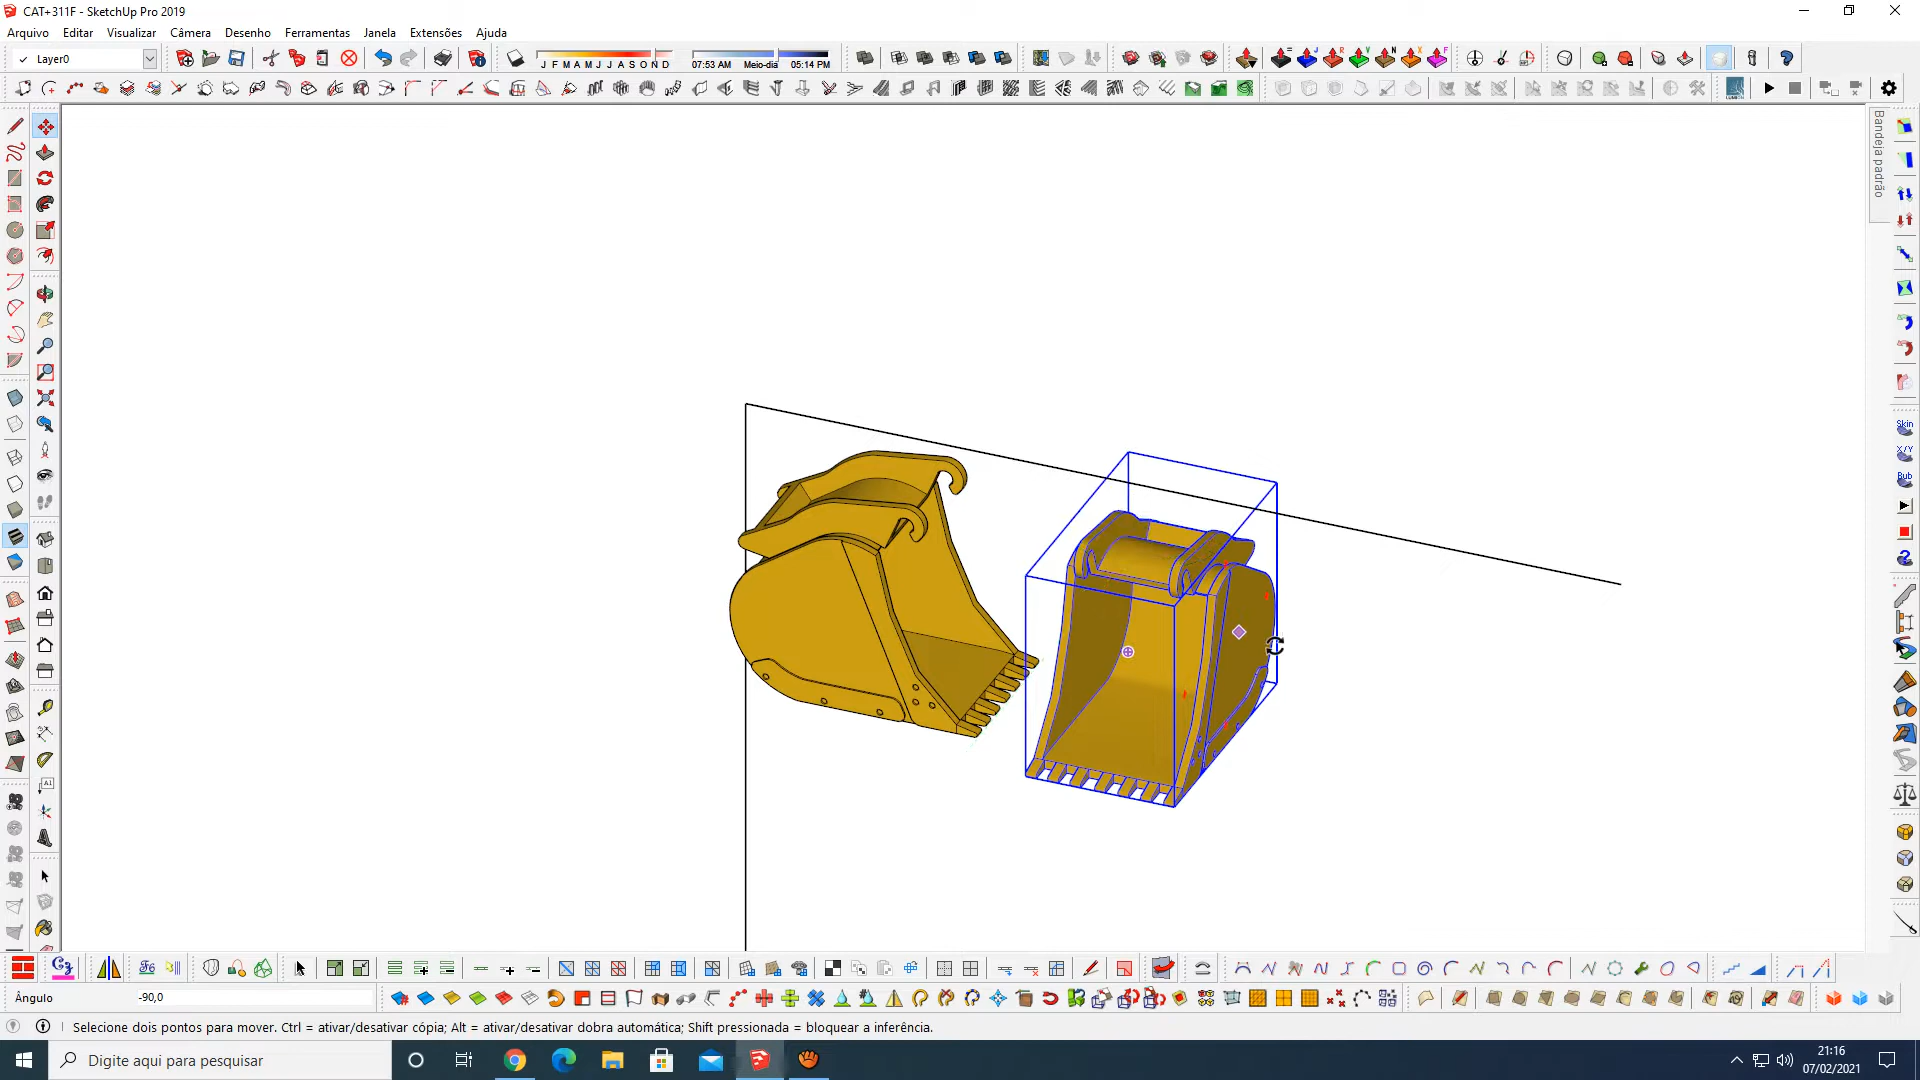 CAT+311F - SketchUp Pro 2019
Arquivo Editar Visualizar Câmera Desenho Ferramentas Janela Extensões Ajuda
Layer0
J F M A M J J A S O N D
07:53 AM Meio-dia 05:14 PM
Bandeja padrão
Skin
X/Y
Bub
Ângulo
-90,0
Selecione dois pontos para mover. Ctrl = ativar/desativar cópia; Alt = ativar/desativar dobra automática; Shift pressionada = bloquear a inferência.
Digite aqui para pesquisar
21:16
07/02/2021